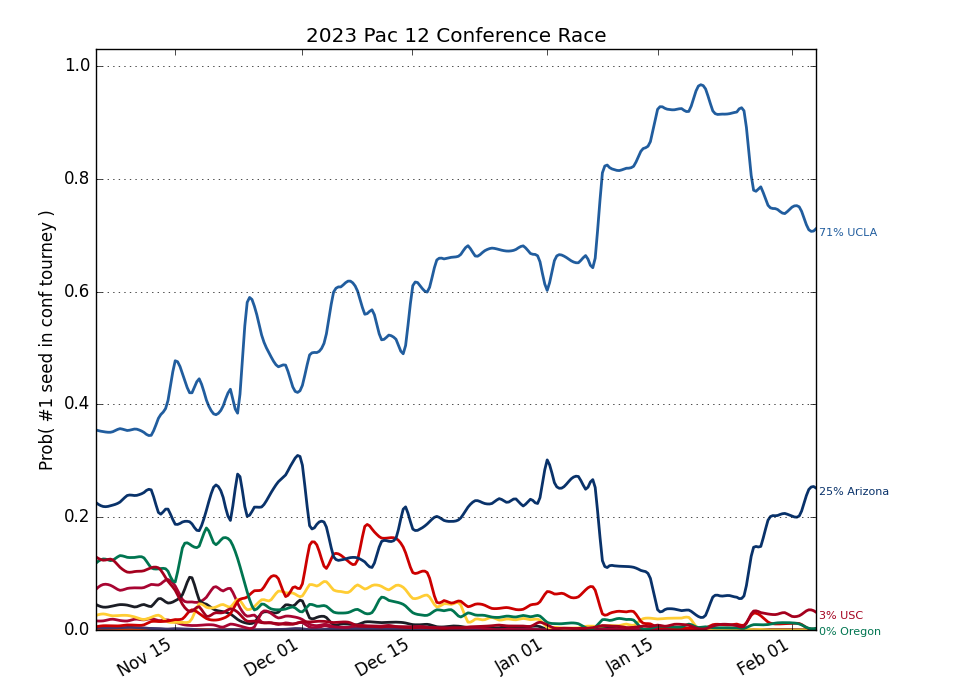 2023 Pac 12 Conference Race
Prob( #1 seed in conf tourney )
1.0
0.8
0.6
0.4
0.2
0.0
71% UCLA
25% Arizona
3% USC
0% Oregon
Nov 15
Dec 01
Dec 15
Jan 01
Jan 15
Feb 01